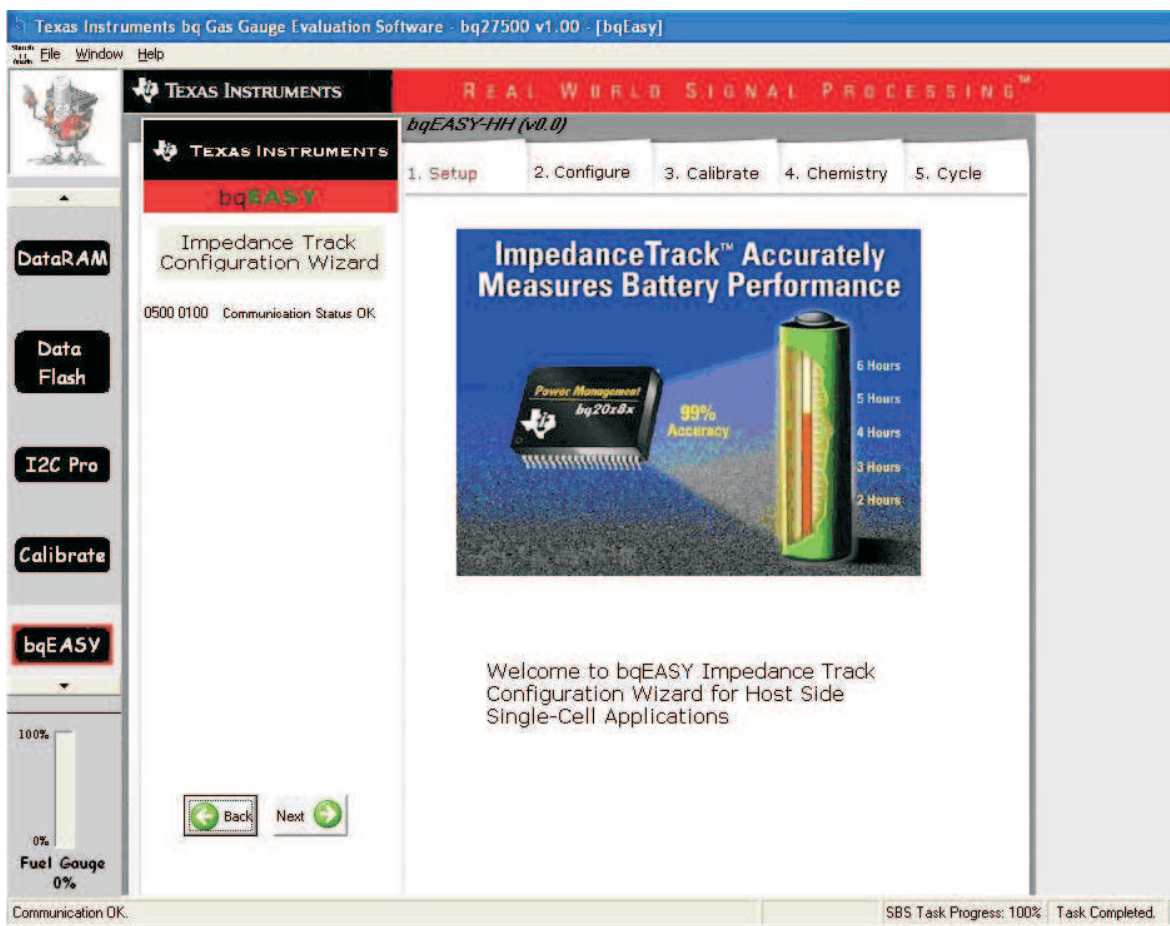 Texas Instruments bq Gas Gauge Evaluation Software - bq27500 v1.00 - [bqEasy]
File Window Help
TEXAS INSTRUMENTS
REAL WORLD SIGNAL PROCESSING™
bqEASY-HH (v0.0)
TEXAS INSTRUMENTS
bqEASY
1. Setup 2. Configure 3. Calibrate 4. Chemistry 5. Cycle
Impedance Track
Configuration Wizard
0500 0100 Communication Status OK
DataRAM
Data
Flash
I2C Pro
Calibrate
bqEASY
ImpedanceTrack™ Accurately
Measures Battery Performance
Power Management
bq20z8x
99%
Accuracy
6 Hours
5 Hours
4 Hours
3 Hours
2 Hours
Welcome to bqEASY Impedance Track
Configuration Wizard for Host Side
Single-Cell Applications
Back Next
100%
0%
Fuel Gauge
0%
Communication OK.
SBS Task Progress: 100% Task Completed.